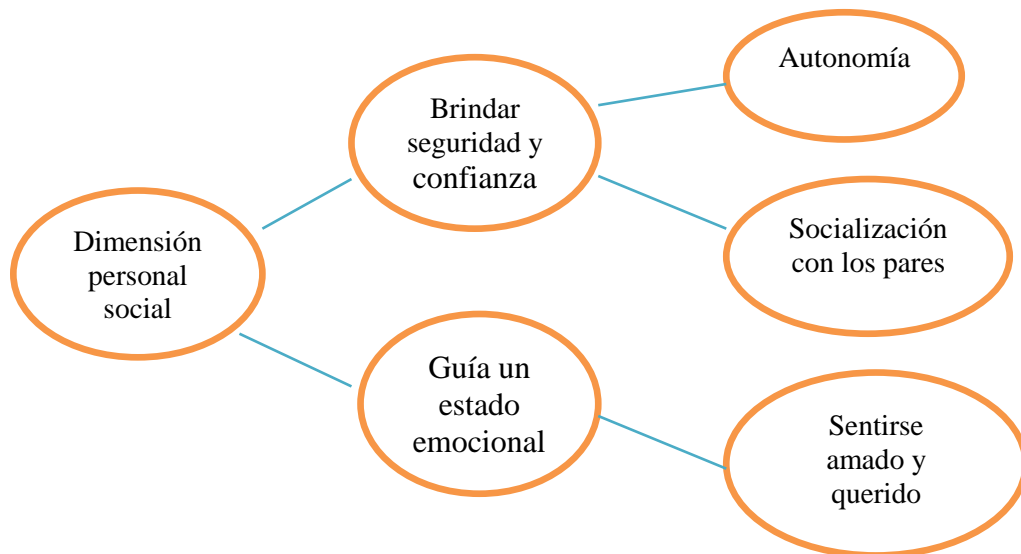 Dimensión
personal
social
Brindar
seguridad y
confianza
Autonomía
Socialización
con los pares
Guía un
estado
emocional
Sentirse
amado y
querido